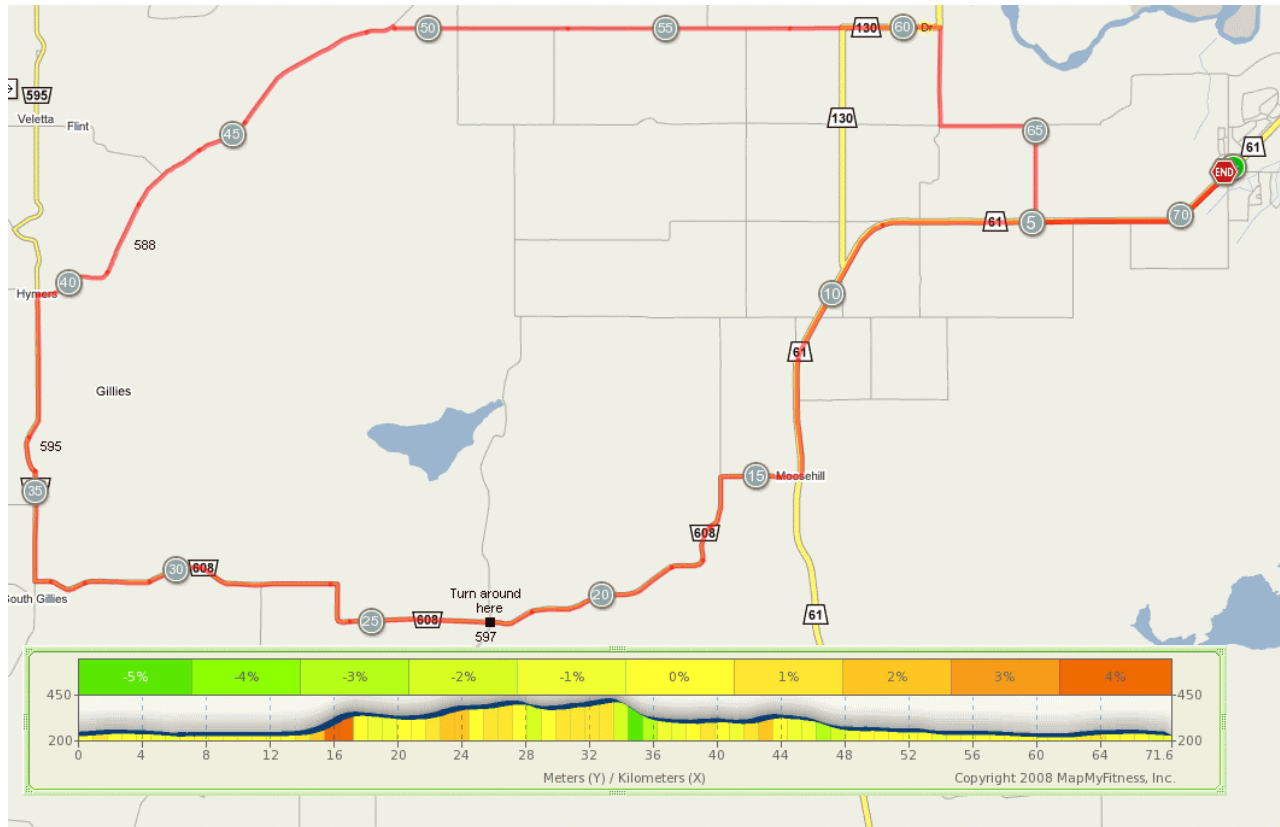 50
55
130
60
Dr
595
Veletta
Flint
45
130
65
61
END
588
61
5
70
40
Hymers
10
61
Gillies
595
35
15
Moosehill
608
30
608
Turn around
here
20
South Gillies
25
608
597
61
-5% -4% -3% -2% -1% 0% 1% 2% 3% 4%
450 450
200 200
0 4 8 12 16 20 24 28 32 36 40 44 48 52 56 60 64 71.6
Meters (Y) / Kilometers (X) Copyright 2008 MapMyFitness, Inc.